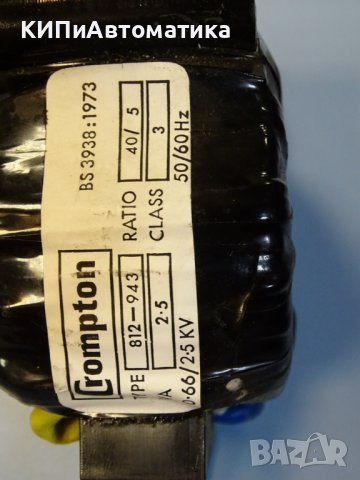 КИПиАвтоматика
Crompton
BS 3938:1973
TYPE 812-943 RATIO 40/5
VA 2·5 CLASS 3
0·66/2·5 KV 50/60Hz
BAZAR